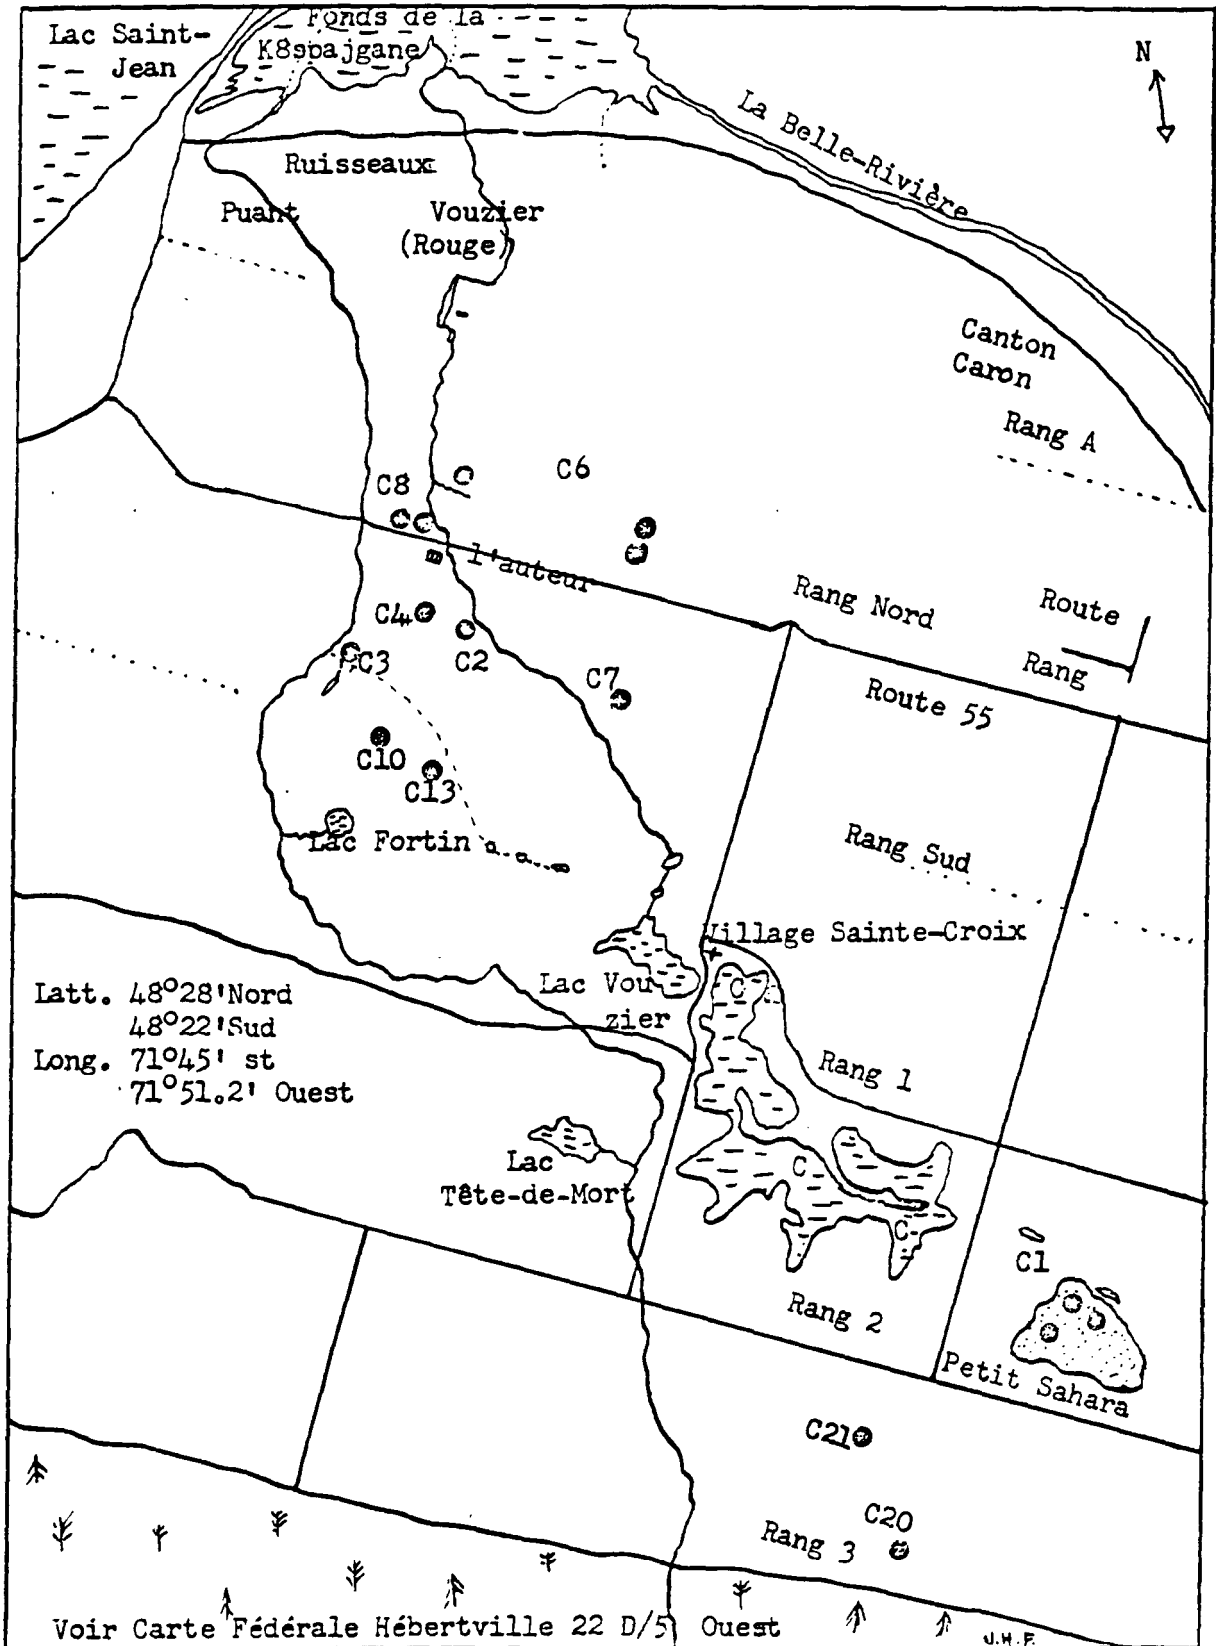 Lac Saint-
Jean
Fonds de la
K8spajgane
N
La Belle-Rivière
Ruisseaux
Puant
Vouzier
(Rouge)
Canton
Caron
Rang A
C6
C8
l'auteur
Rang Nord
Route
Rang
C4
C2
C3
C7
Route 55
C10
C13
Lac Fortin
Rang Sud
Village Sainte-Croix
Lac Vou
zier
C
Latt. 48°28' Nord
48°22' Sud
Long. 71°45' st
71°51.2' Ouest
Rang 1
Lac
Tête-de-Mort
C
C
C1
Rang 2
Petit Sahara
C21
C20
Rang 3
Voir Carte Fédérale Hébertville 22 D/5 Ouest
J.H.F.